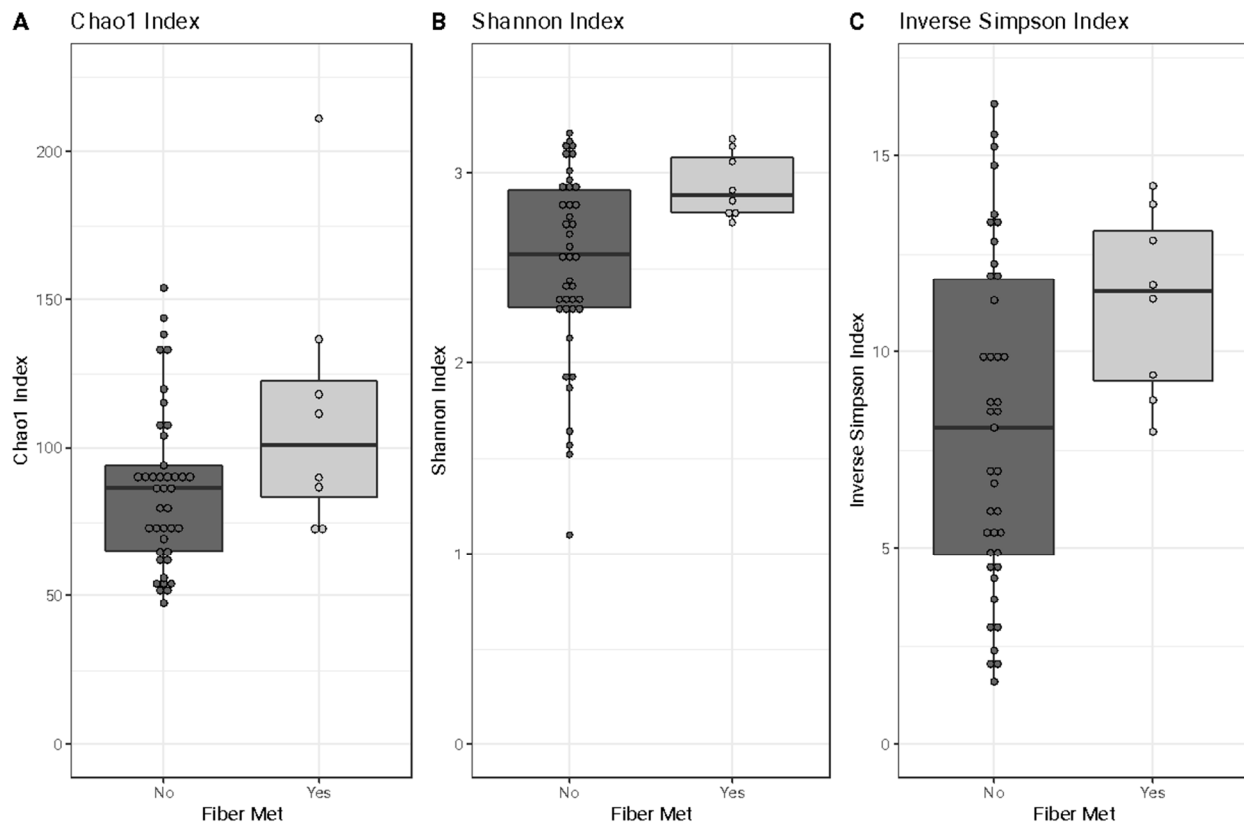 A Chao1 Index
Chao1 Index
200
150
100
50
0
No Yes
Fiber Met
B Shannon Index
Shannon Index
3
2
1
0
No Yes
Fiber Met
C Inverse Simpson Index
Inverse Simpson Index
15
10
5
0
No Yes
Fiber Met